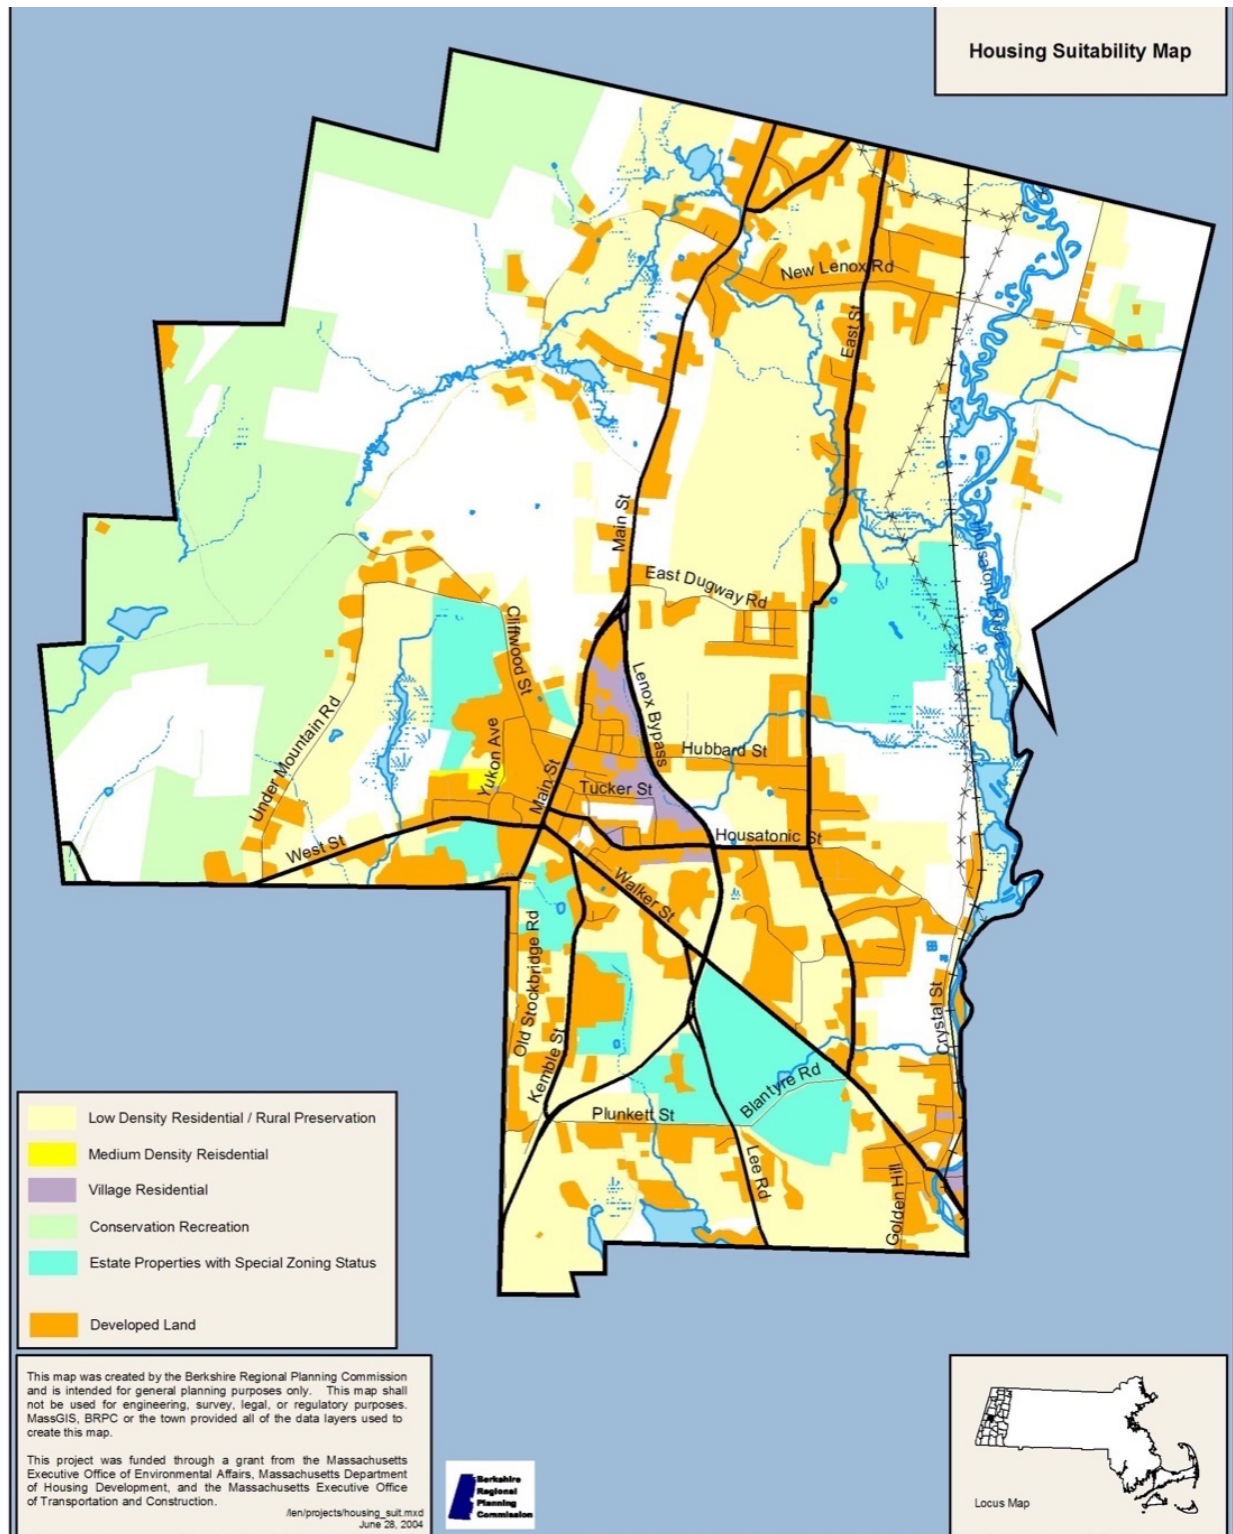 Housing Suitability Map
New Lenox Rd
East St
Main St
East Dugway Rd
Cliffwood St
Housatonic River
Lenox Bypass
Under Mountain Rd
Yukon Ave
Hubbard St
Main St
Tucker St
West St
Housatonic St
Walker St
Old Stockbridge Rd
Crystal St
Kemble St
Blantyre Rd
Plunkett St
Lee Rd
Golden Hill
Low Density Residential / Rural Preservation
Medium Density Reisdential
Village Residential
Conservation Recreation
Estate Properties with Special Zoning Status
Developed Land
This map was created by the Berkshire Regional Planning Commission
and is intended for general planning purposes only. This map shall
not be used for engineering, survey, legal, or regulatory purposes.
MassGIS, BRPC or the town provided all of the data layers used to
create this map.
This project was funded through a grant from the Massachusetts
Executive Office of Environmental Affairs, Massachusetts Department
of Housing Development, and the Massachusetts Executive Office
of Transportation and Construction.
/len/projects/housing_suit.mxd
June 28, 2004
Berkshire
Regional
Planning
Commission
Locus Map